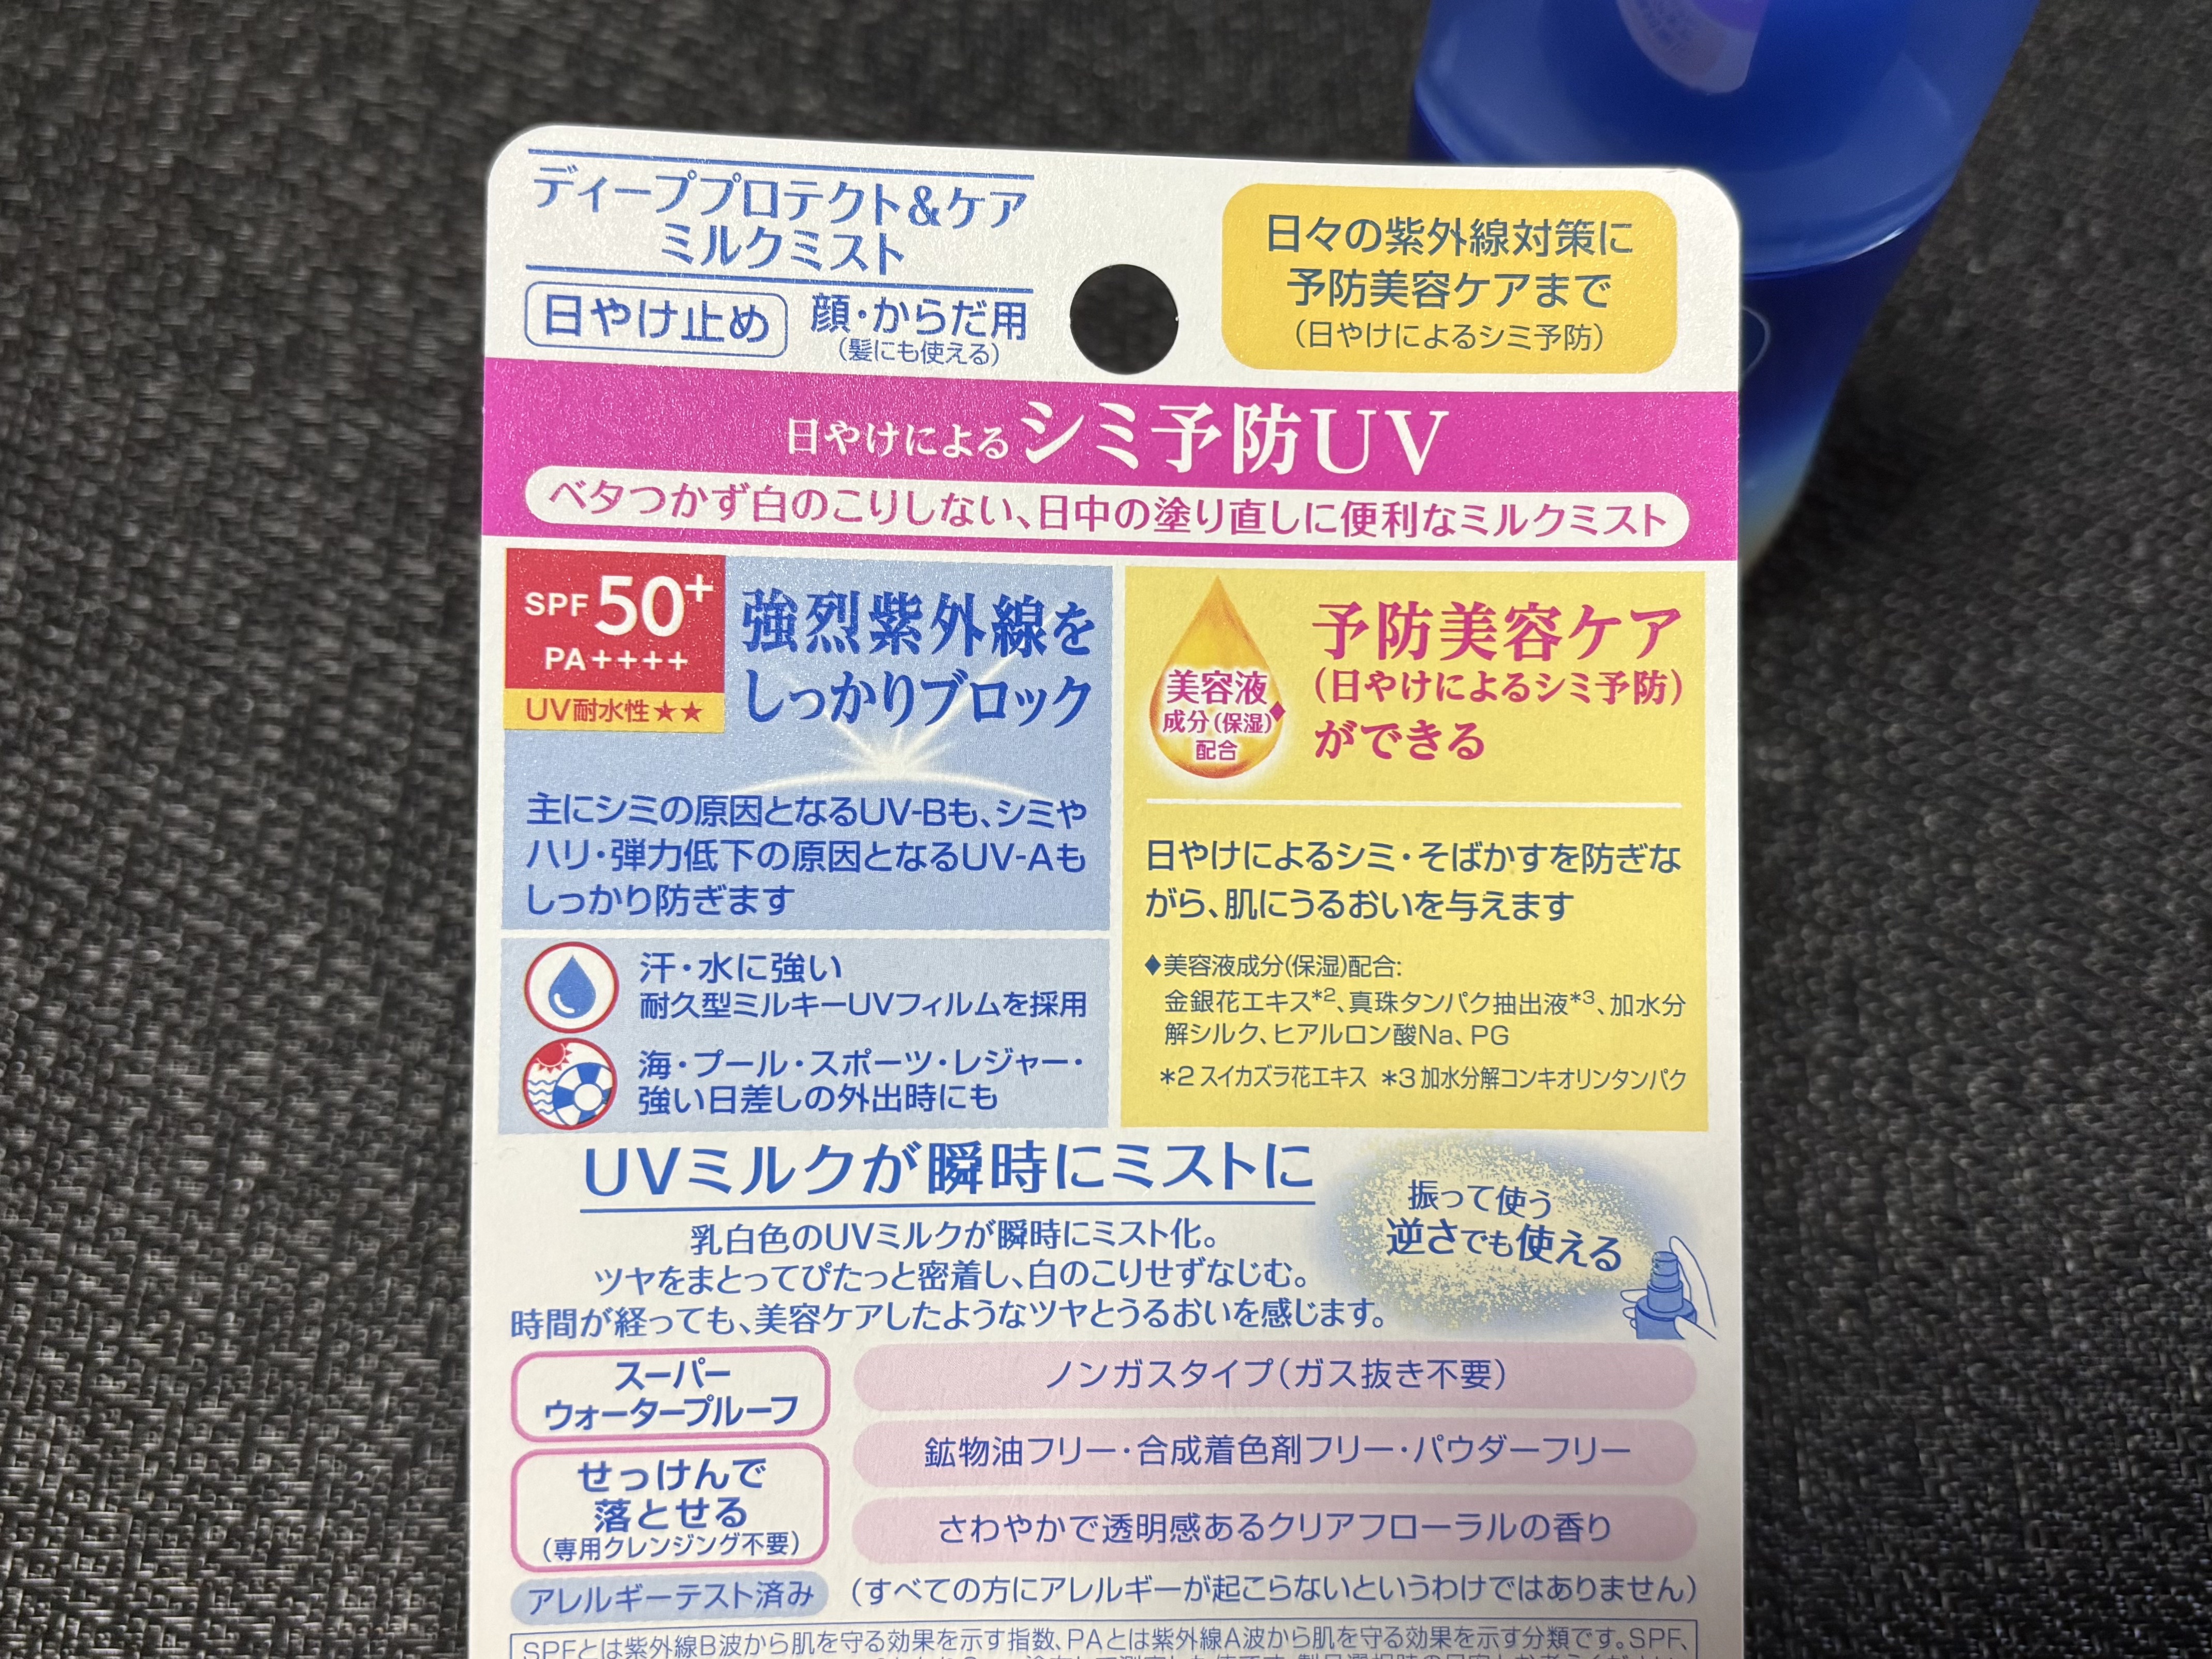 ディーププロテクト&ケア
ミルクミスト
日やけ止め
顔・からだ用
(髪にも使える)
日々の紫外線対策に
予防美容ケアまで
(日やけによるシミ予防)
日やけによるシミ予防UV
ベタつかず白のこりしない、日中の塗り直しに便利なミルクミスト
SPF50+
PA++++
UV耐水性★★
強烈紫外線を
しっかりブロック
主にシミの原因となるUV-Bも、シミや
ハリ・弾力低下の原因となるUV-Aも
しっかり防ぎます
汗・水に強い
耐久型ミルキーUVフィルムを採用
海・プール・スポーツ・レジャー・
強い日差しの外出時にも
美容液
成分(保湿)♦
配合
予防美容ケア
(日やけによるシミ予防)
ができる
日やけによるシミ・そばかすを防ぎな
がら、肌にうるおいを与えます
♦美容液成分(保湿)配合:
金銀花エキス*2、真珠タンパク抽出液*3、加水分
解シルク、ヒアルロン酸Na、PG
*2 スイカズラ花エキス *3 加水分解コンキオリンタンパク
UVミルクが瞬時にミストに
乳白色のUVミルクが瞬時にミスト化。
ツヤをまとってぴたっと密着し、白のこりせずなじむ。
時間が経っても、美容ケアしたようなツヤとうるおいを感じます。
振って使う
逆さでも使える
スーパー
ウォータープルーフ
せっけんで
落とせる
(専用クレンジング不要)
ノンガスタイプ(ガス抜き不要)
鉱物油フリー・合成着色剤フリー・パウダーフリー
さわやかで透明感あるクリアフローラルの香り
アレルギーテスト済み
(すべての方にアレルギーが起こらないというわけではありません)
SPFとは紫外線B波から肌を守る効果を示す指数、PAとは紫外線A波から肌を守る効果を示す分類です。SPF、